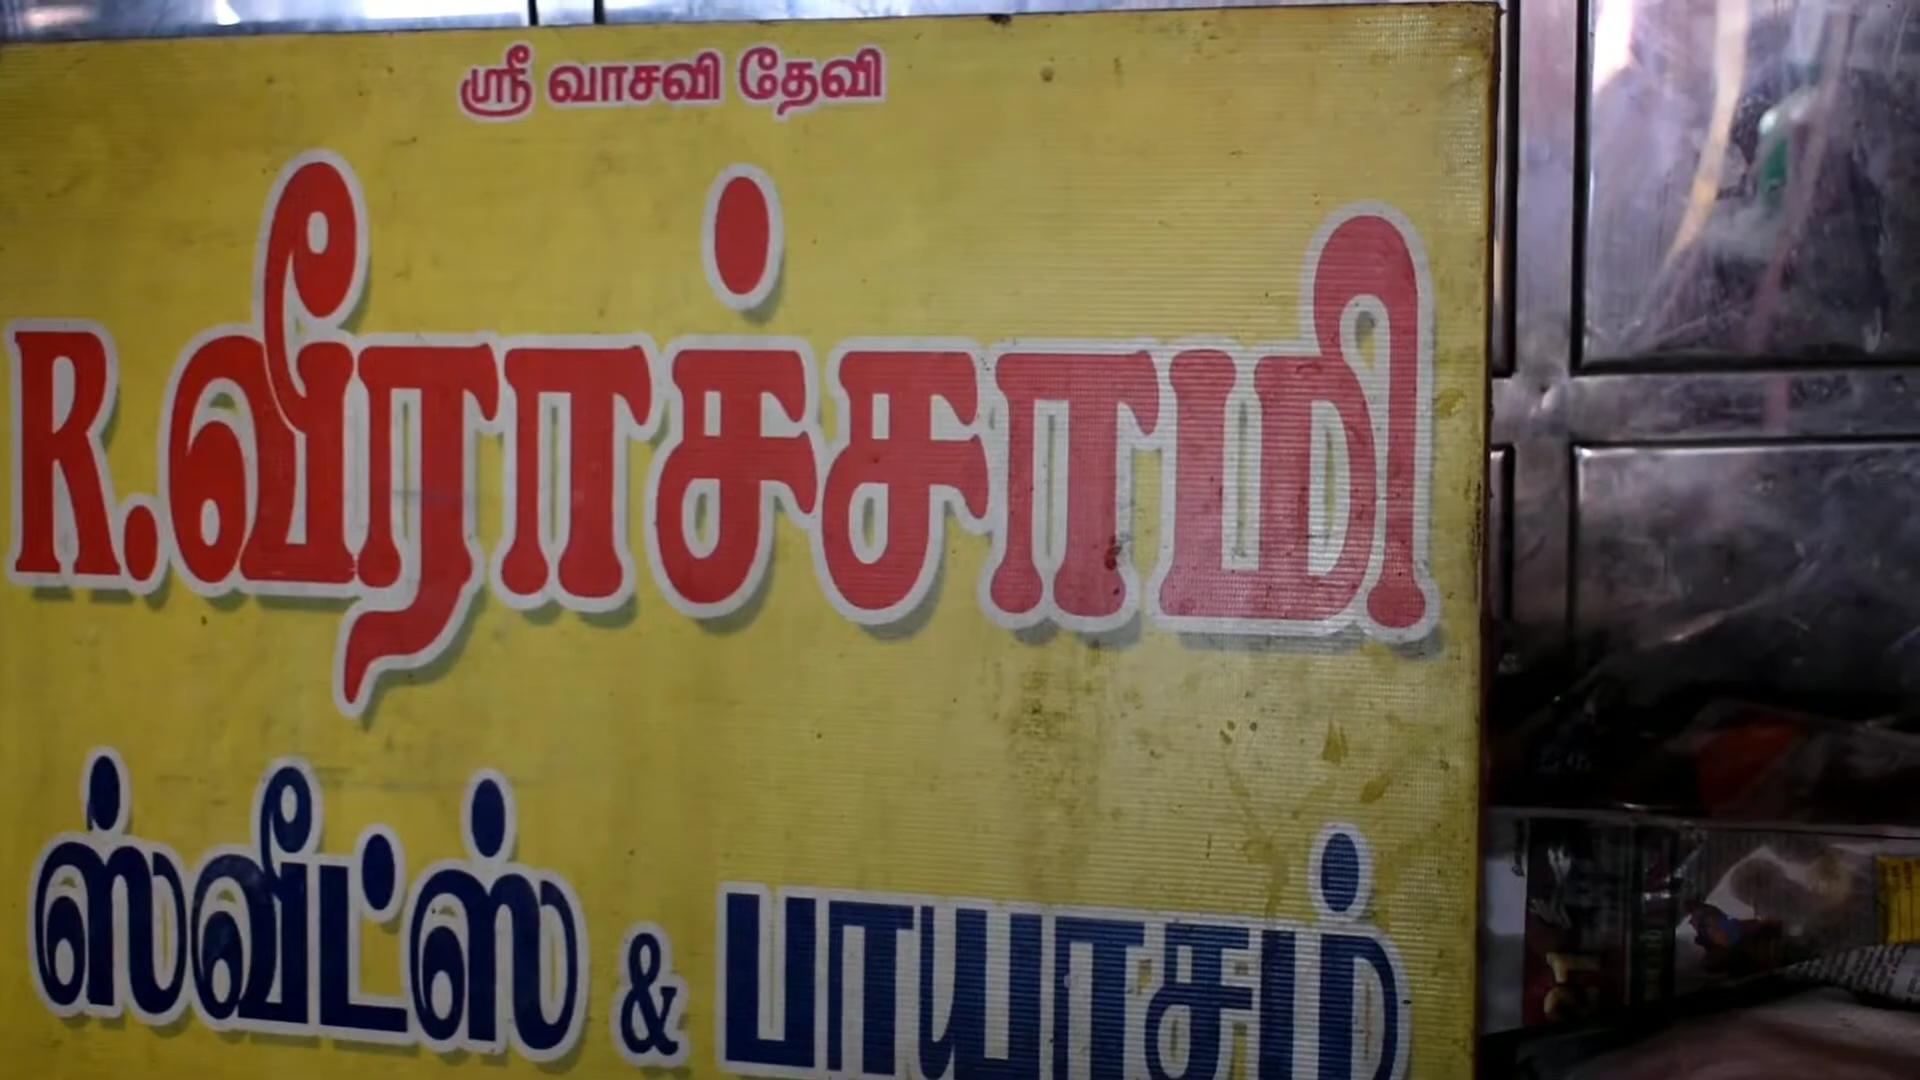 ஸ்ரீ வாசவி தேவி
R.வீராச்சாமி
ஸ்வீட்ஸ் & பாயாசம்